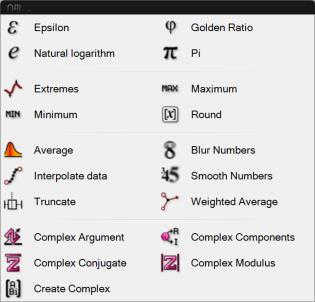 Epsilon
Golden Ratio
Natural logarithm
Pi
Extremes
MAX Maximum
MIN Minimum
Round
Average
Blur Numbers
Interpolate data
Smooth Numbers
Truncate
Weighted Average
Complex Argument
Complex Components
Complex Conjugate
Complex Modulus
Create Complex